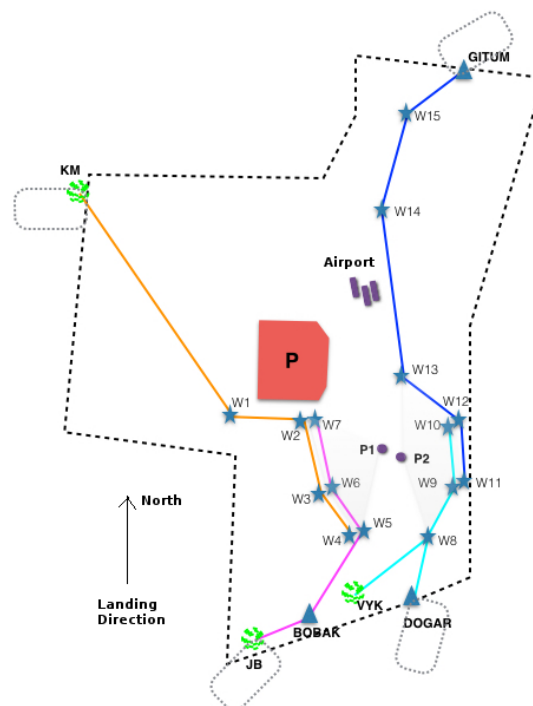 GITUM
W15
KM
W14
Airport
P
W13
W1
W2
W7
W12
W10
P1
P2
W6
W3
W9
W11
North
W5
W4
W8
Landing
Direction
VYK
BOBAK
DOGAR
JB